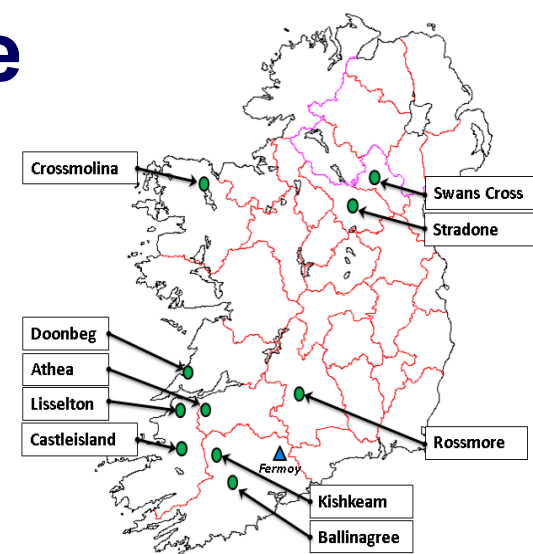 e
Crossmolina
Swans Cross
Stradone
Doonbeg
Athea
Lisselton
Castleisland
Rossmore
Fermoy
Kishkeam
Ballinagree